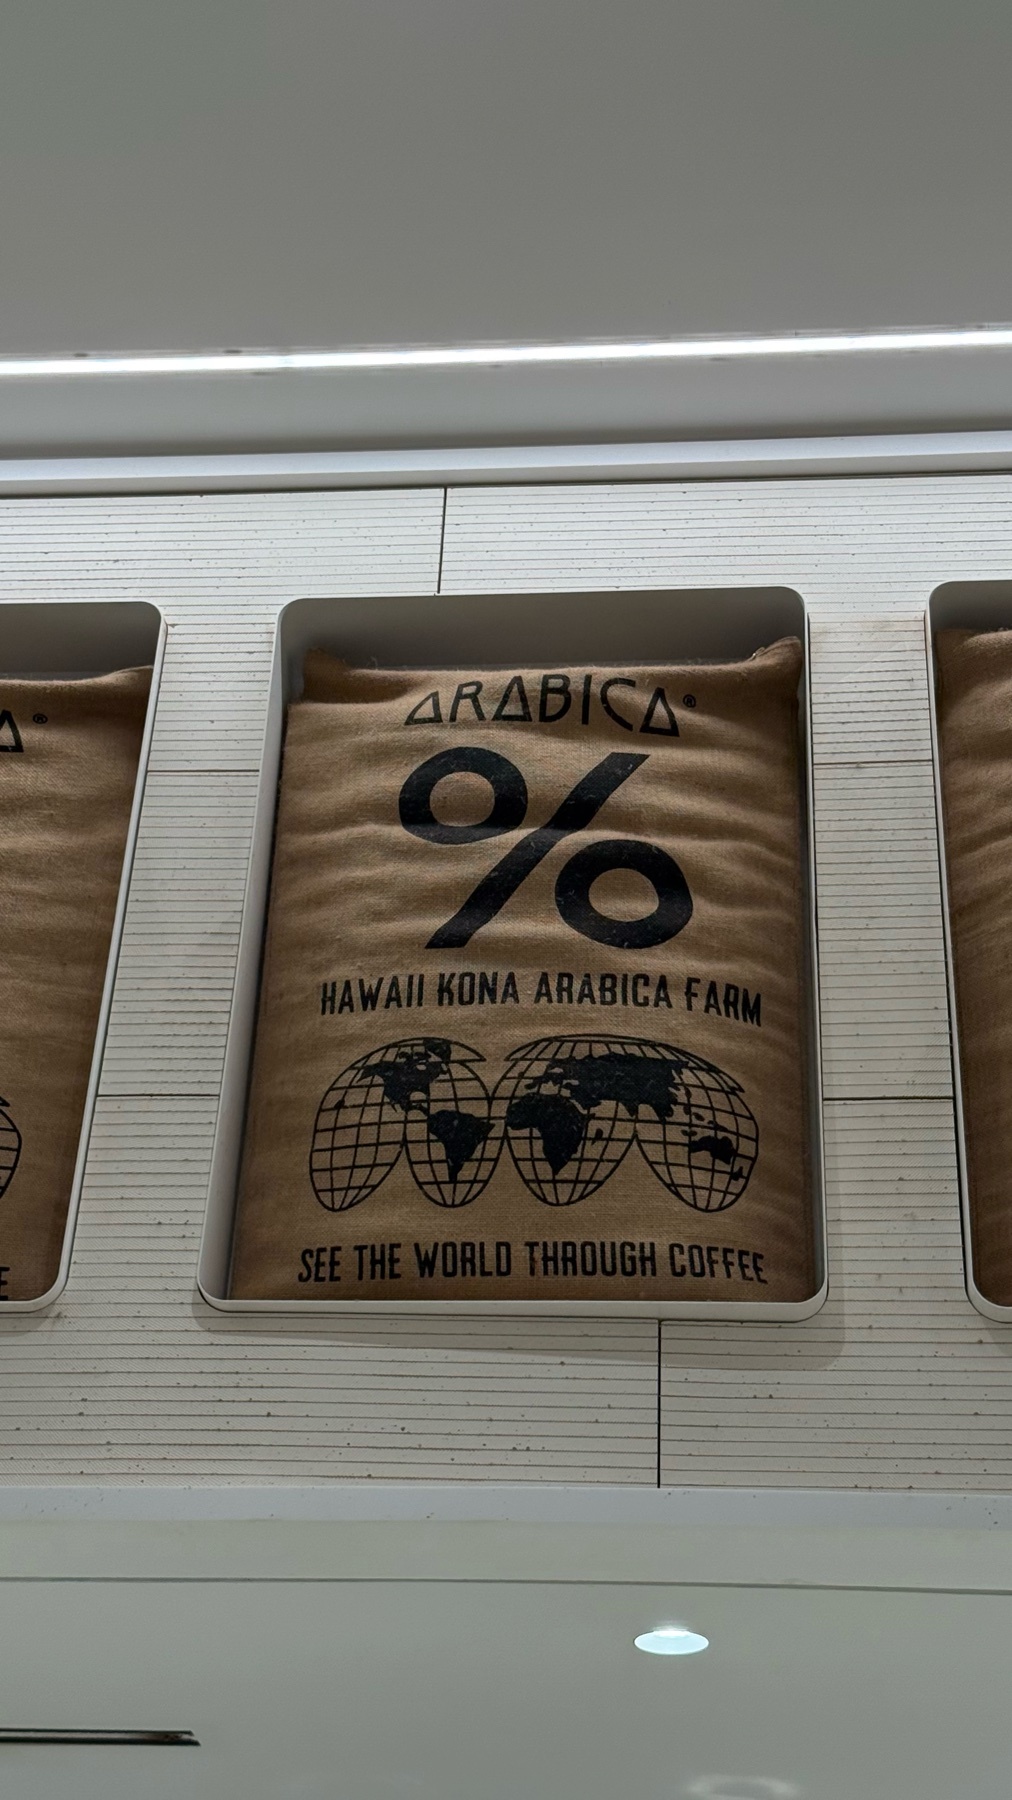 ARABICA®
%
HAWAII KONA ARABICA FARM
SEE THE WORLD THROUGH COFFEE